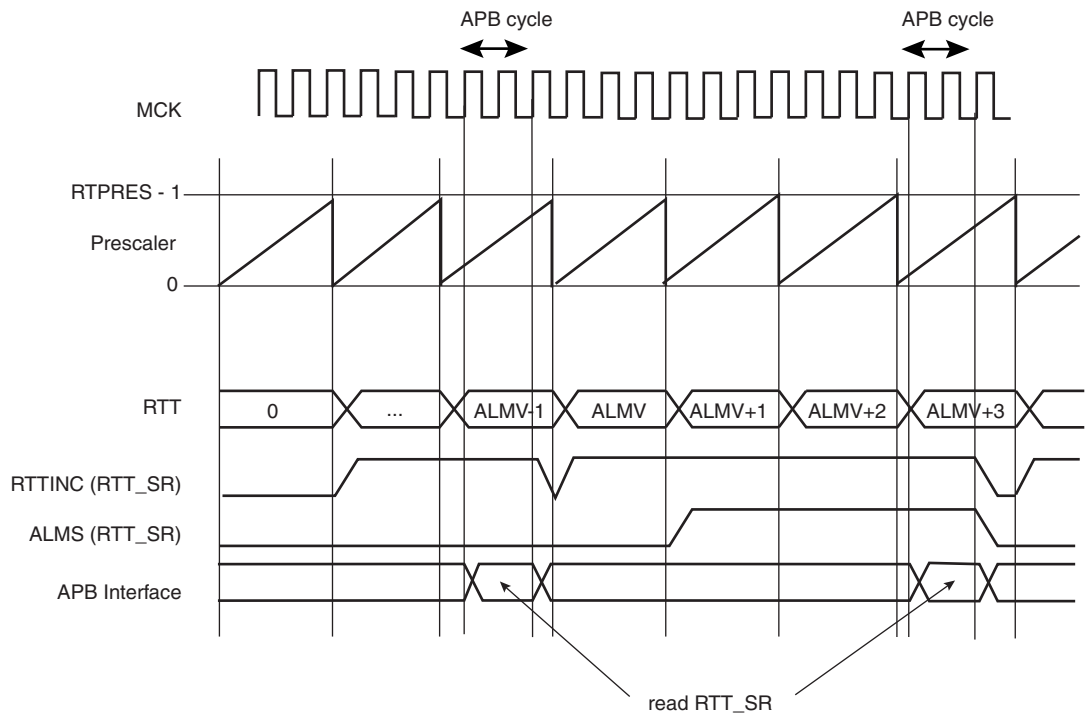 APB cycle
APB cycle
MCK
RTPRES - 1
Prescaler
0
RTT
0
...
ALMV-1
ALMV
ALMV+1
ALMV+2
ALMV+3
RTTINC (RTT_SR)
ALMS (RTT_SR)
APB Interface
read RTT_SR